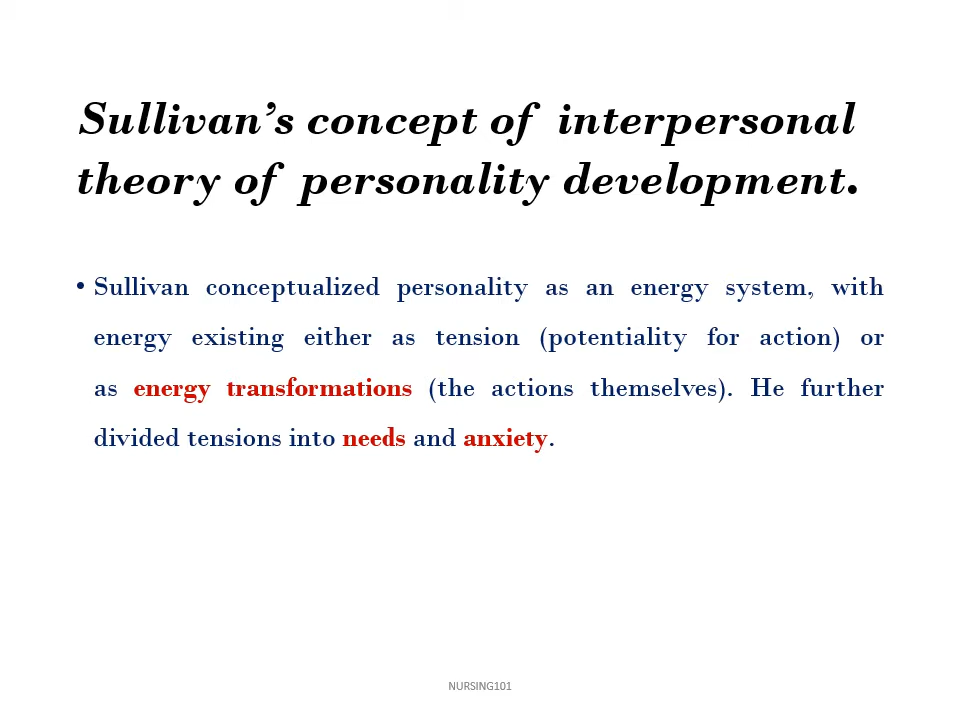 Sullivan’s concept of interpersonal
theory of personality development.
• Sullivan conceptualized personality as an energy system, with
energy existing either as tension (potentiality for action) or
as energy transformations (the actions themselves). He further
divided tensions into needs and anxiety.
NURSING101